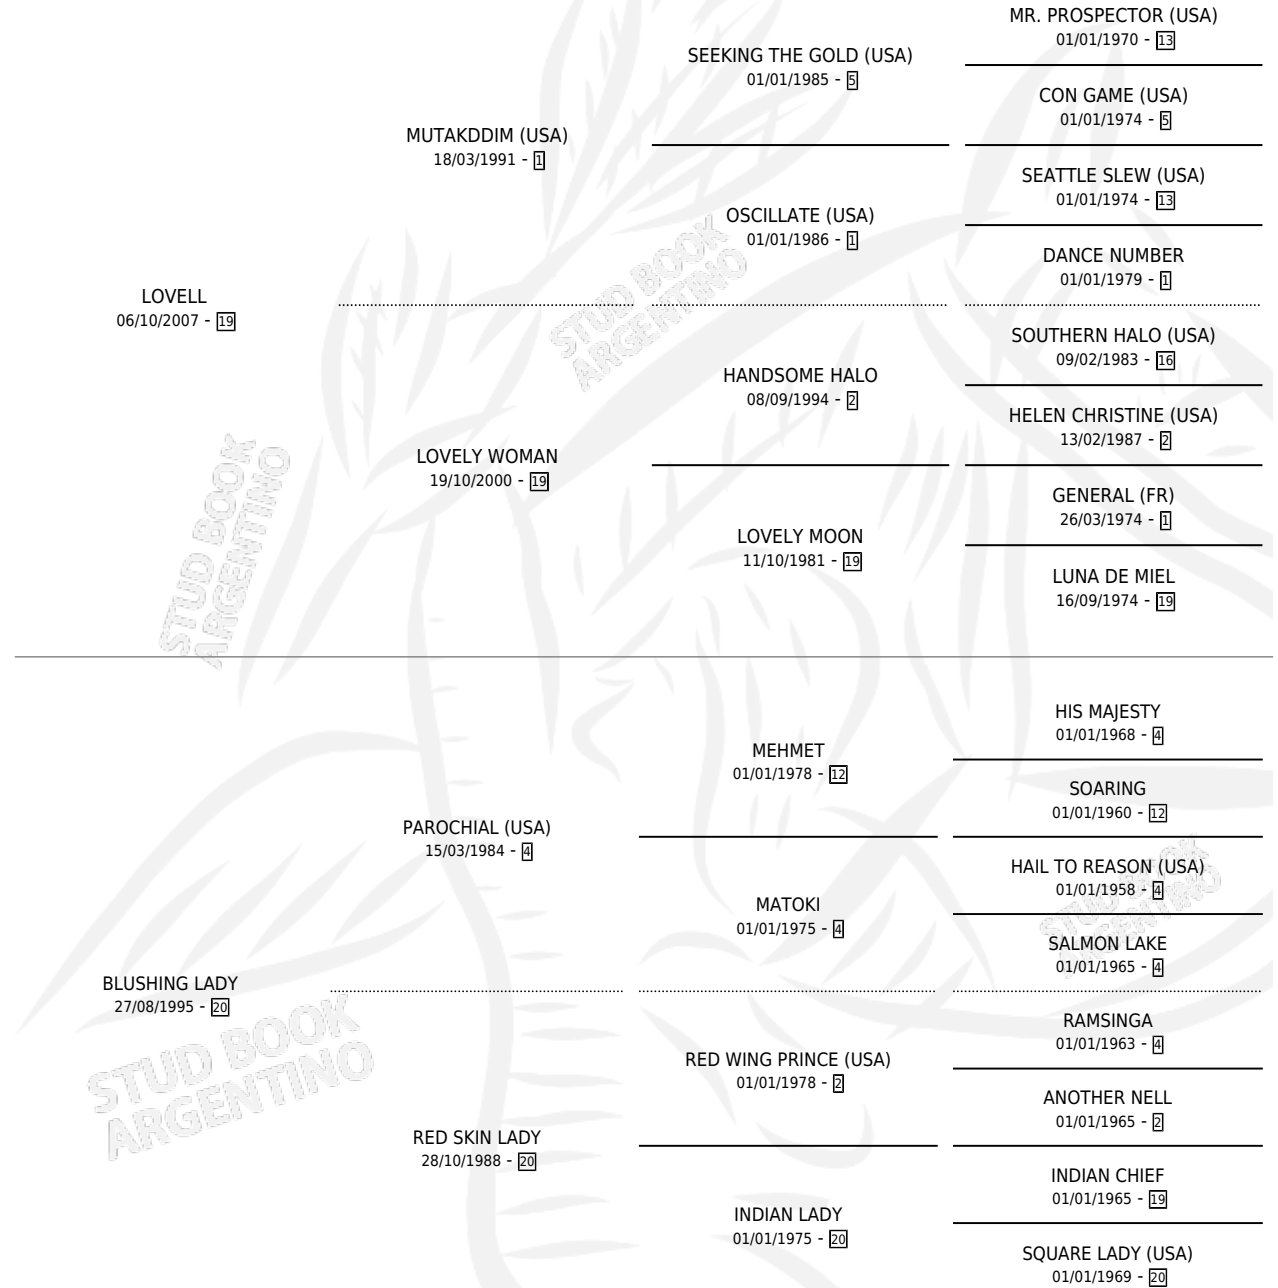 MR. PROSPECTOR (USA)
01/01/1970 - 13
SEEKING THE GOLD (USA)
01/01/1985 - 5
CON GAME (USA)
01/01/1974 - 5
MUTAKDDIM (USA)
18/03/1991 - 1
SEATTLE SLEW (USA)
01/01/1974 - 13
OSCILLATE (USA)
01/01/1986 - 1
DANCE NUMBER
01/01/1979 - 1
LOVELL
06/10/2007 - 19
SOUTHERN HALO (USA)
09/02/1983 - 16
HANDSOME HALO
08/09/1994 - 2
HELEN CHRISTINE (USA)
13/02/1987 - 2
LOVELY WOMAN
19/10/2000 - 19
GENERAL (FR)
26/03/1974 - 1
LOVELY MOON
11/10/1981 - 19
LUNA DE MIEL
16/09/1974 - 19
HIS MAJESTY
01/01/1968 - 4
MEHMET
01/01/1978 - 12
SOARING
01/01/1960 - 12
PAROCHIAL (USA)
15/03/1984 - 4
HAIL TO REASON (USA)
01/01/1958 - 4
MATOKI
01/01/1975 - 4
SALMON LAKE
01/01/1965 - 4
BLUSHING LADY
27/08/1995 - 20
RAMSINGA
01/01/1963 - 4
RED WING PRINCE (USA)
01/01/1978 - 2
ANOTHER NELL
01/01/1965 - 2
RED SKIN LADY
28/10/1988 - 20
INDIAN CHIEF
01/01/1965 - 19
INDIAN LADY
01/01/1975 - 20
SQUARE LADY (USA)
01/01/1969 - 20
STUD BOOK
ARGENTINO
STUD BOOK
ARGENTINO
STUD BOOK
ARGENTINO
STUD BOOK
ARGENTINO